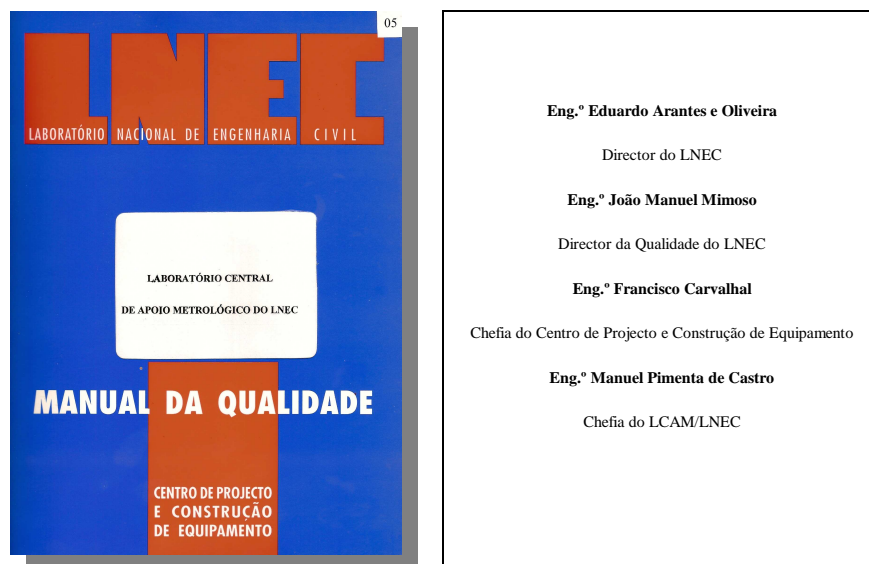 05
LNEC
LABORATÓRIO NACIONAL DE ENGENHARIA CIVIL
LABORATÓRIO CENTRAL
DE APOIO METROLÓGICO DO LNEC
MANUAL DA QUALIDADE
CENTRO DE PROJECTO
E CONSTRUÇÃO
DE EQUIPAMENTO
Eng.º Eduardo Arantes e Oliveira
Director do LNEC
Eng.º João Manuel Mimoso
Director da Qualidade do LNEC
Eng.º Francisco Carvalhal
Chefia do Centro de Projecto e Construção de Equipamento
Eng.º Manuel Pimenta de Castro
Chefia do LCAM/LNEC